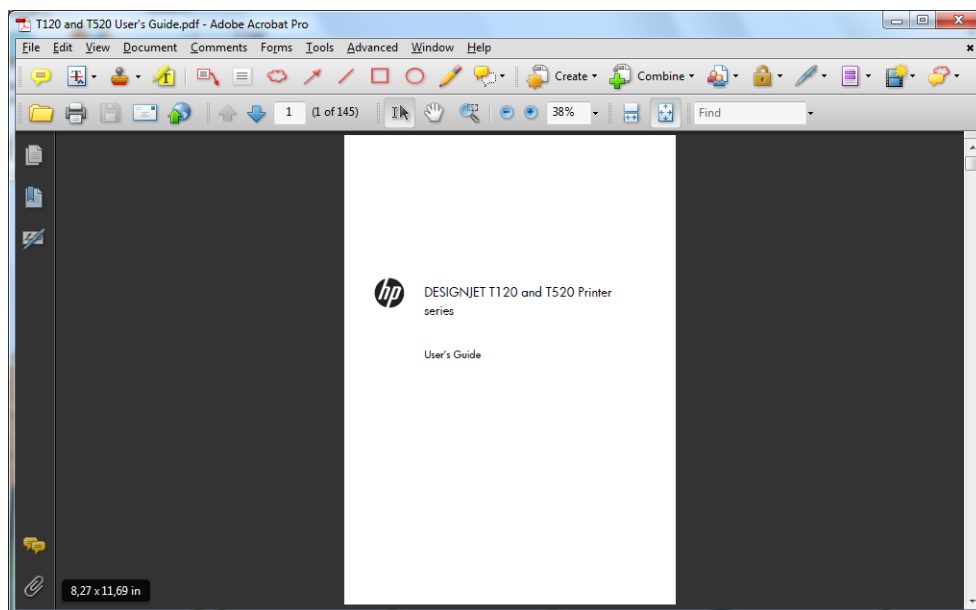 T120 and T520 User's Guide.pdf - Adobe Acrobat Pro
File Edit View Document Comments Forms Tools Advanced Window Help
Create Combine
1 (1 of 145) 38% Find
hp
DESIGNJET T120 and T520 Printer
series
User's Guide
8,27 x 11,69 in